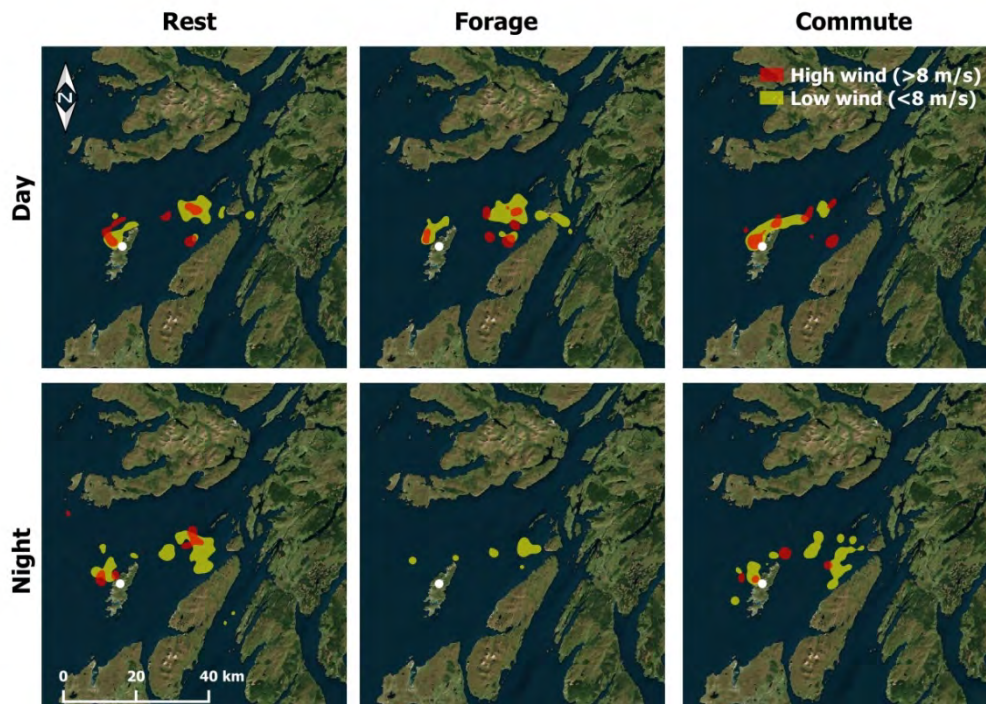 Rest Forage Commute
High wind (>8 m/s)
Low wind (<8 m/s)
Day
Night
N
0 20 40 km